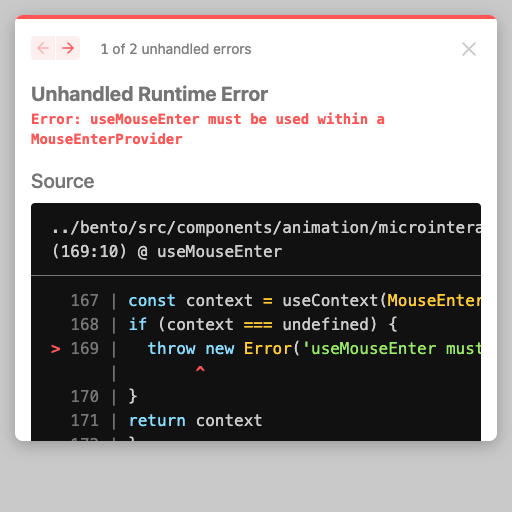 1 of 2 unhandled errors
Unhandled Runtime Error
Error: useMouseEnter must be used within a
MouseEnterProvider
Source
../bento/src/components/animation/microintera
(169:10) @ useMouseEnter
167 | const context = useContext(MouseEnter
168 | if (context === undefined) {
> 169 |   throw new Error('useMouseEnter must
|         ^
170 | }
171 | return context
172 | }